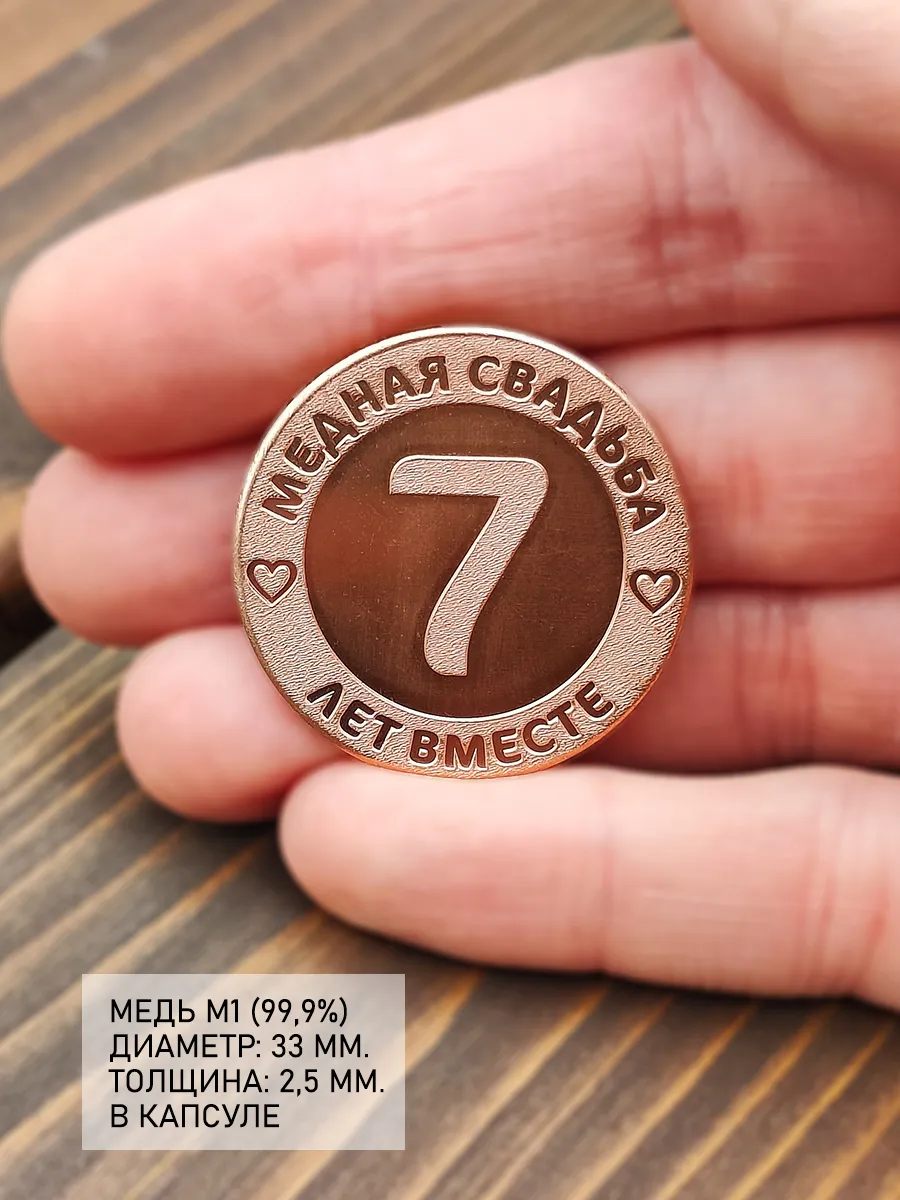 МЕДНАЯ СВАДЬБА
7
ЛЕТ ВМЕСТЕ
МЕДЬ М1 (99,9%)
ДИАМЕТР: 33 ММ.
ТОЛЩИНА: 2,5 ММ.
В КАПСУЛЕ